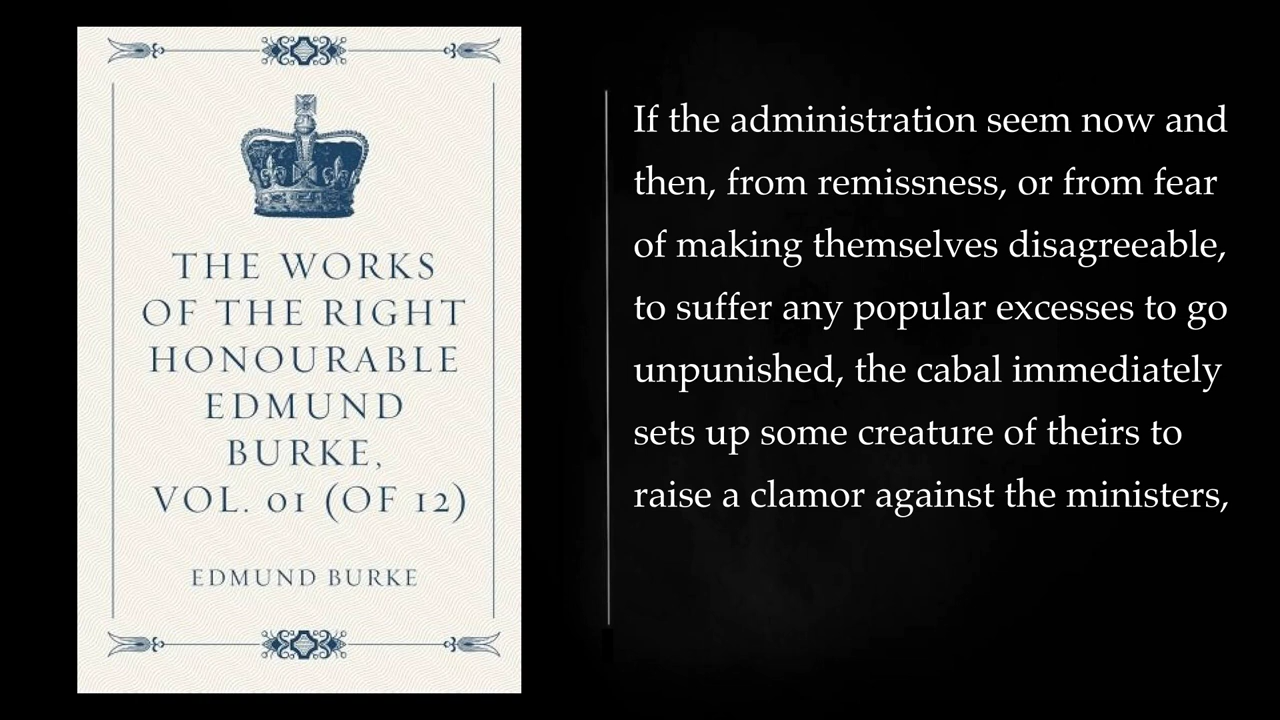 THE WORKS
OF THE RIGHT
HONOURABLE
EDMUND
BURKE,
VOL. 01 (OF 12)
EDMUND BURKE
If the administration seem now and
then, from remissness, or from fear
of making themselves disagreeable,
to suffer any popular excesses to go
unpunished, the cabal immediately
sets up some creature of theirs to
raise a clamor against the ministers,